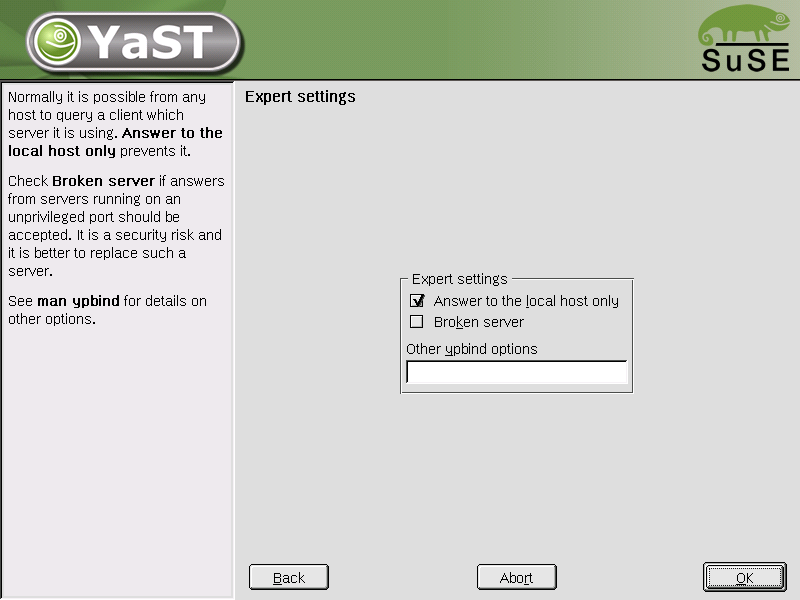 YaST
SuSE
Normally it is possible from any
host to query a client which
server it is using. Answer to the
local host only prevents it.
Check Broken server if answers
from servers running on an
unprivileged port should be
accepted. It is a security risk and
it is better to replace such a
server.
See man ypbind for details on
other options.
Expert settings
Expert settings
Answer to the local host only
Broken server
Other ypbind options
Back
Abort
OK